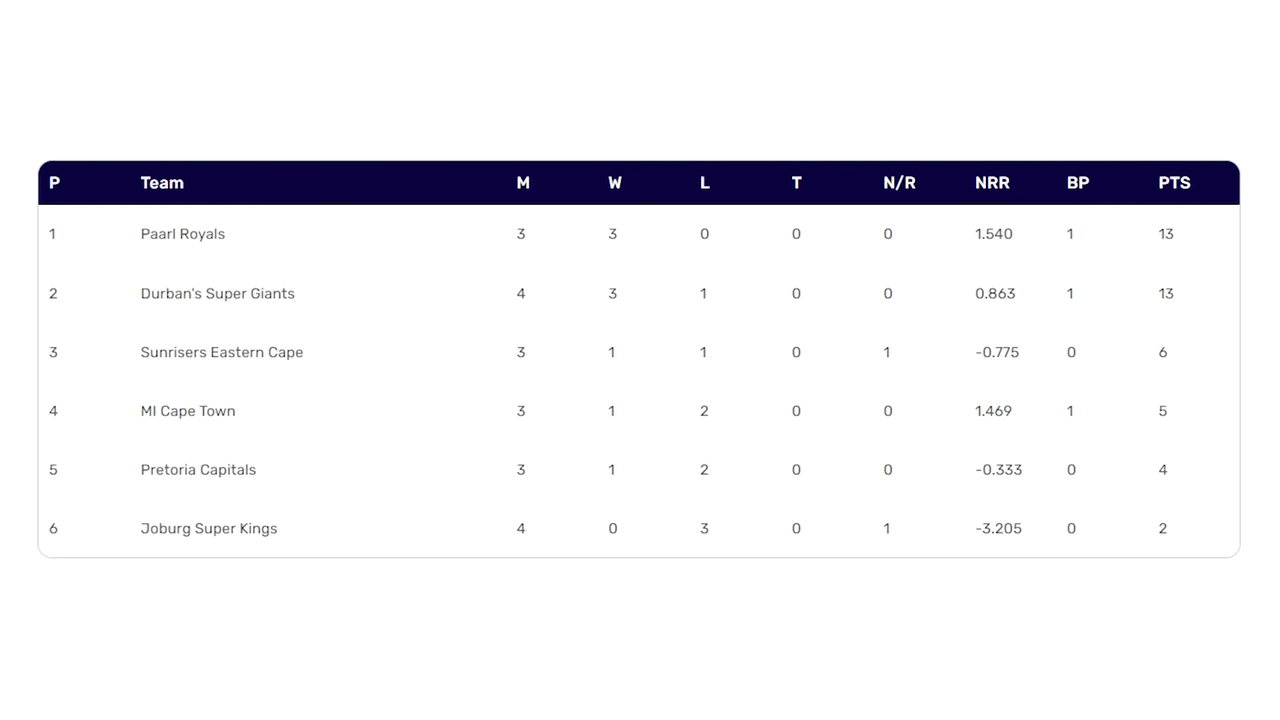 P Team M W L T N/R NRR BP PTS
1 Paarl Royals 3 3 0 0 0 1.540 1 13
2 Durban's Super Giants 4 3 1 0 0 0.863 1 13
3 Sunrisers Eastern Cape 3 1 1 0 1 -0.775 0 6
4 MI Cape Town 3 1 2 0 0 1.469 1 5
5 Pretoria Capitals 3 1 2 0 0 -0.333 0 4
6 Joburg Super Kings 4 0 3 0 1 -3.205 0 2